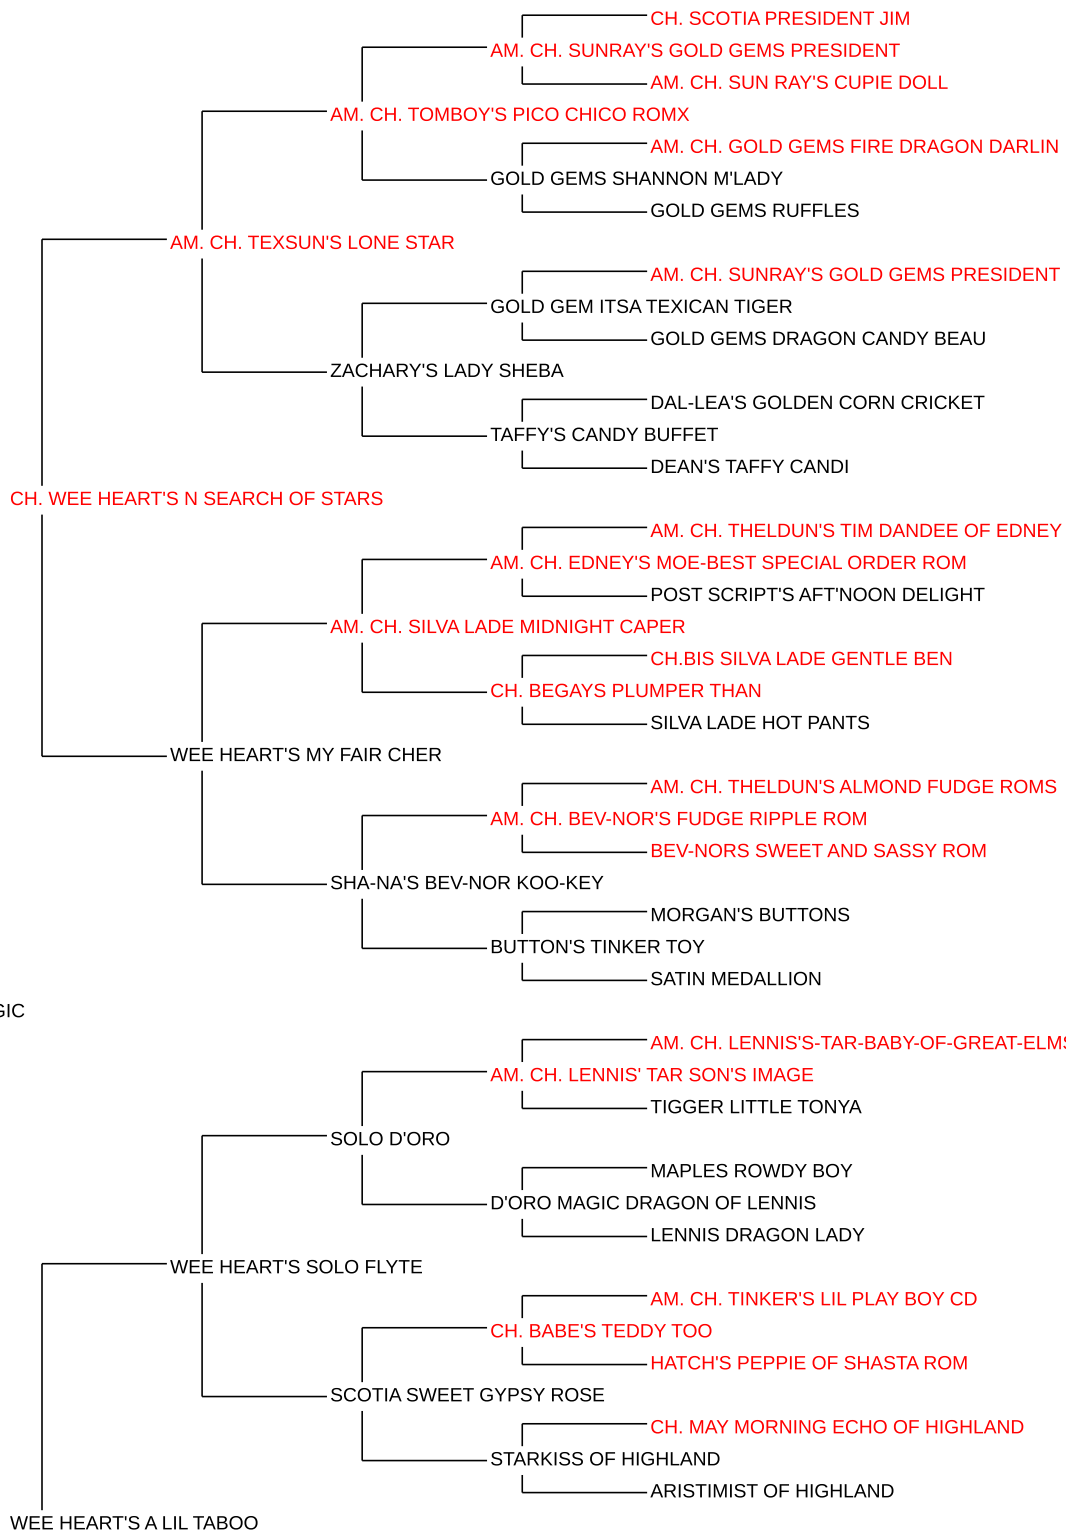 CH. SCOTIA PRESIDENT JIM
AM. CH. SUNRAY'S GOLD GEMS PRESIDENT
AM. CH. SUN RAY'S CUPIE DOLL
AM. CH. TOMBOY'S PICO CHICO ROMX
AM. CH. GOLD GEMS FIRE DRAGON DARLIN
GOLD GEMS SHANNON M'LADY
GOLD GEMS RUFFLES
AM. CH. TEXSUN'S LONE STAR
AM. CH. SUNRAY'S GOLD GEMS PRESIDENT
GOLD GEM ITSA TEXICAN TIGER
GOLD GEMS DRAGON CANDY BEAU
ZACHARY'S LADY SHEBA
DAL-LEA'S GOLDEN CORN CRICKET
TAFFY'S CANDY BUFFET
DEAN'S TAFFY CANDI
CH. WEE HEART'S N SEARCH OF STARS
AM. CH. THELDUN'S TIM DANDEE OF EDNEY
AM. CH. EDNEY'S MOE-BEST SPECIAL ORDER ROM
POST SCRIPT'S AFT'NOON DELIGHT
AM. CH. SILVA LADE MIDNIGHT CAPER
CH.BIS SILVA LADE GENTLE BEN
CH. BEGAYS PLUMPER THAN
SILVA LADE HOT PANTS
WEE HEART'S MY FAIR CHER
AM. CH. THELDUN'S ALMOND FUDGE ROMS
AM. CH. BEV-NOR'S FUDGE RIPPLE ROM
BEV-NORS SWEET AND SASSY ROM
SHA-NA'S BEV-NOR KOO-KEY
MORGAN'S BUTTONS
BUTTON'S TINKER TOY
SATIN MEDALLION
GIC
AM. CH. LENNIS'S-TAR-BABY-OF-GREAT-ELMS
AM. CH. LENNIS' TAR SON'S IMAGE
TIGGER LITTLE TONYA
SOLO D'ORO
MAPLES ROWDY BOY
D'ORO MAGIC DRAGON OF LENNIS
LENNIS DRAGON LADY
WEE HEART'S SOLO FLYTE
AM. CH. TINKER'S LIL PLAY BOY CD
CH. BABE'S TEDDY TOO
HATCH'S PEPPIE OF SHASTA ROM
SCOTIA SWEET GYPSY ROSE
CH. MAY MORNING ECHO OF HIGHLAND
STARKISS OF HIGHLAND
ARISTIMIST OF HIGHLAND
WEE HEART'S A LIL TABOO